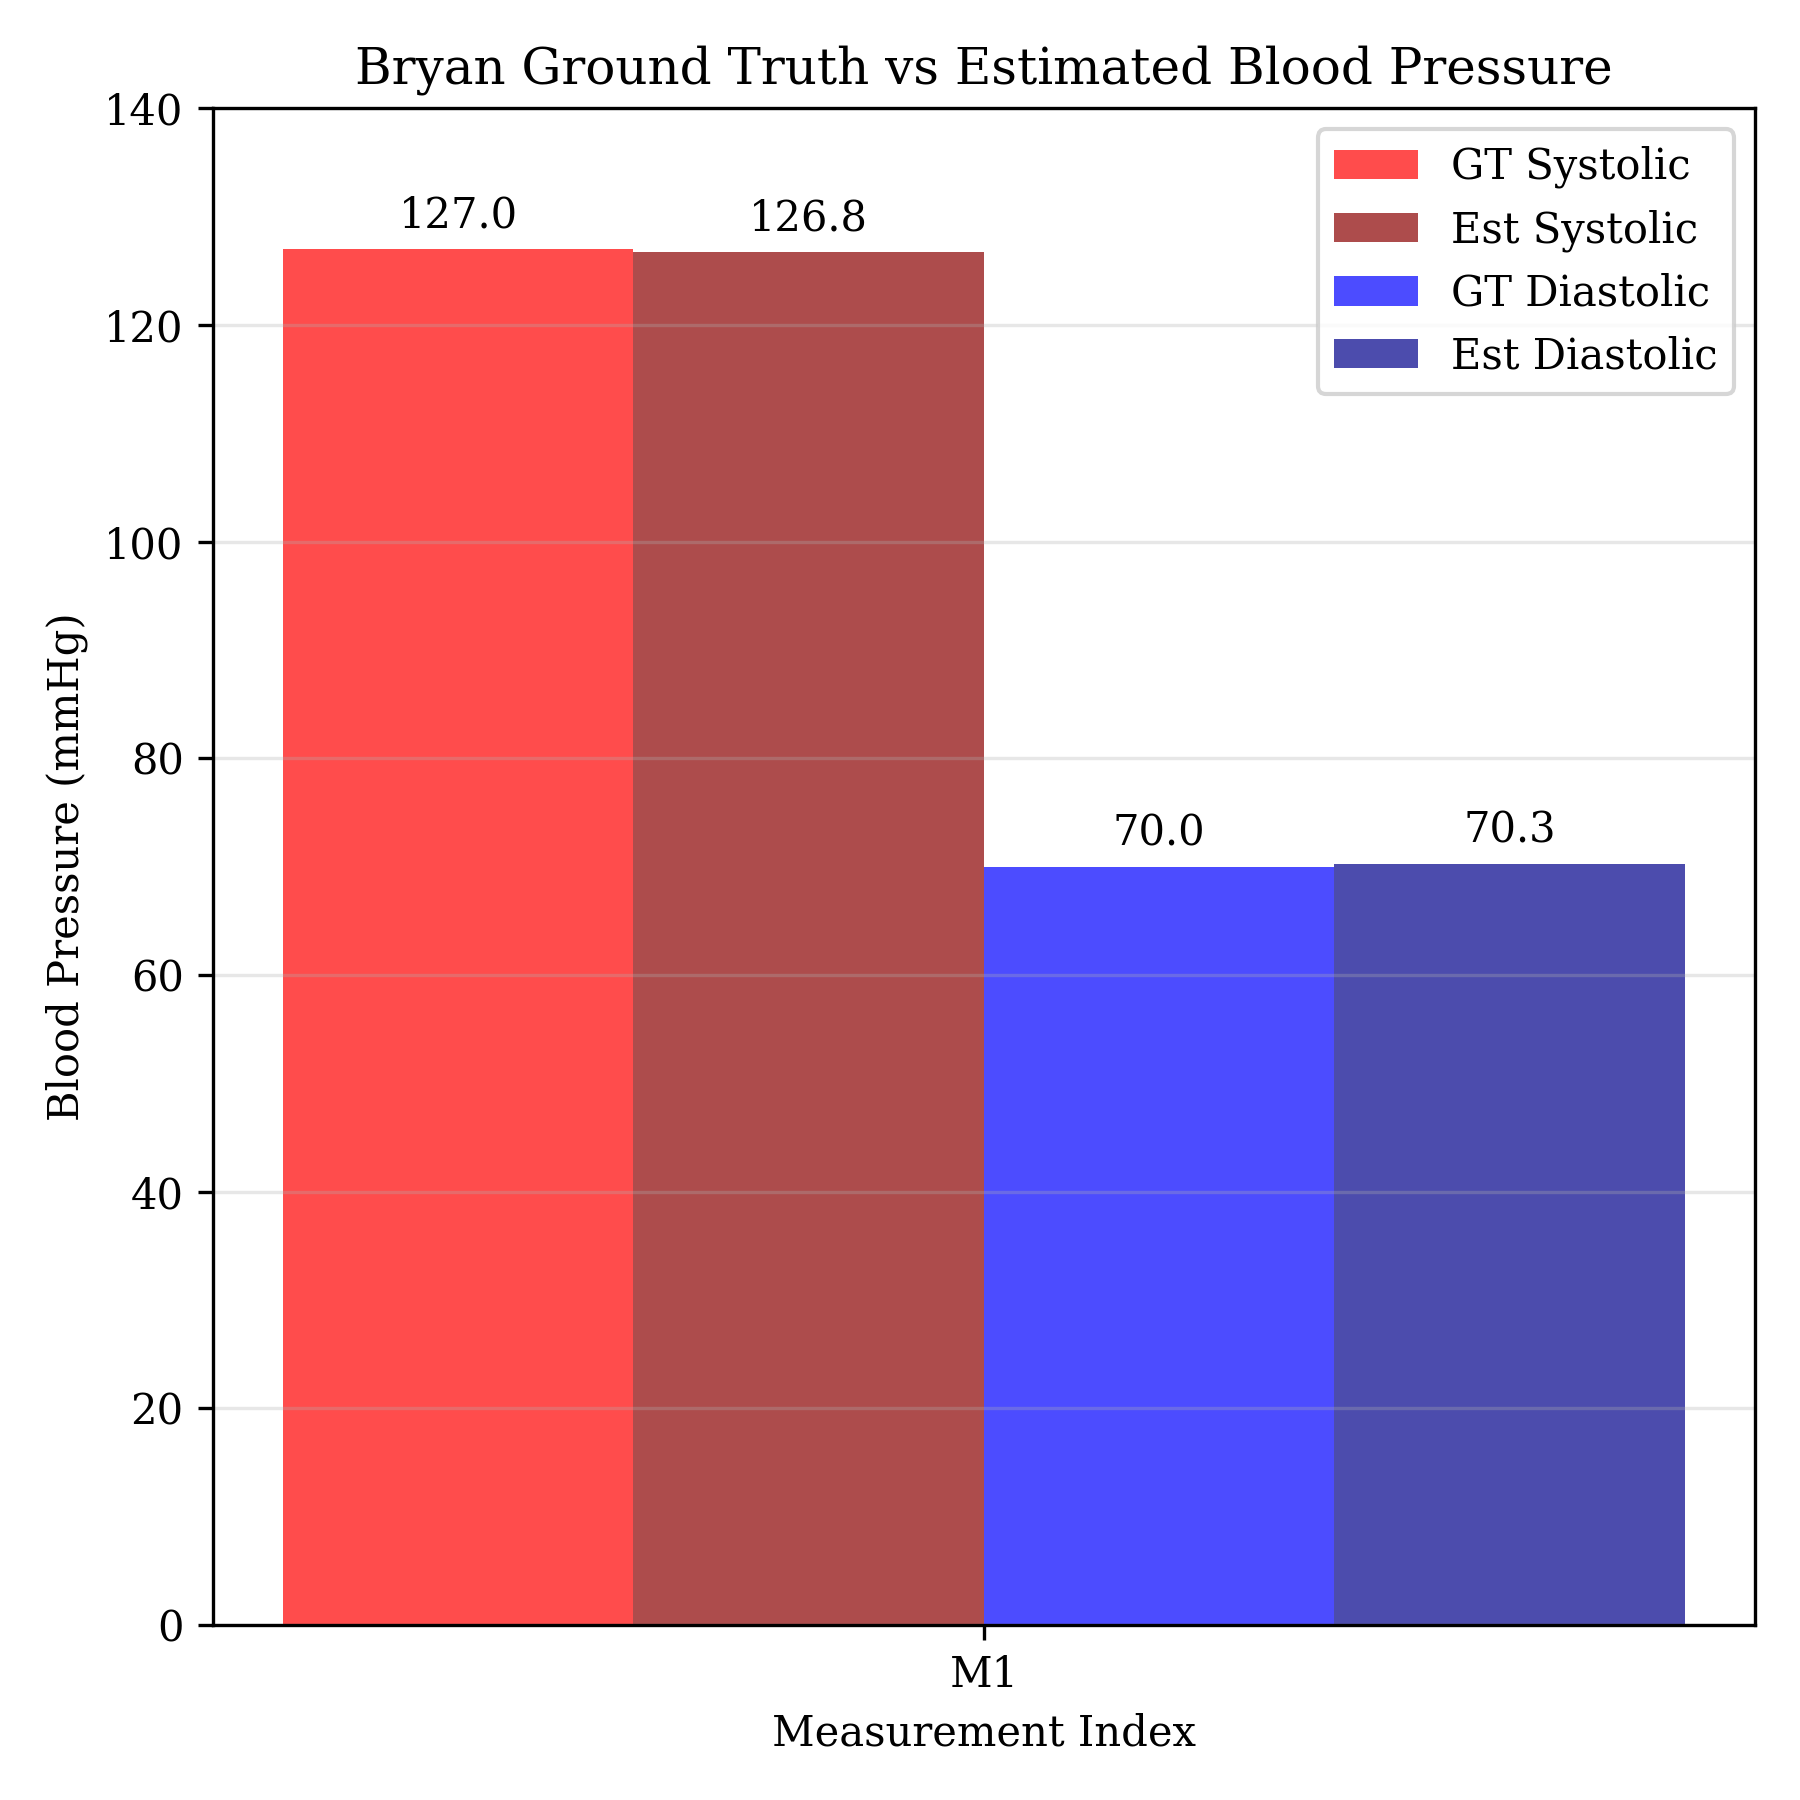 Bryan Ground Truth vs Estimated Blood Pressure
140
120
100
80
60
40
20
0
Blood Pressure (mmHg)
127.0
126.8
70.0
70.3
GT Systolic
Est Systolic
GT Diastolic
Est Diastolic
M1
Measurement Index